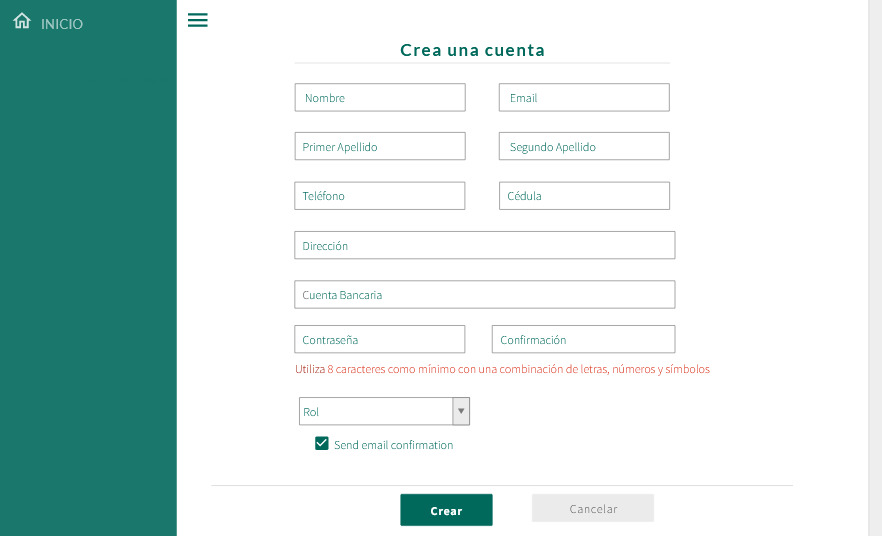 INICIO
Crea una cuenta
Nombre
Email
Primer Apellido
Segundo Apellido
Teléfono
Cédula
Dirección
Cuenta Bancaria
Contraseña
Confirmación
Utiliza 8 caracteres como mínimo con una combinación de letras, números y símbolos
Rol
Send email confirmation
Crear
Cancelar